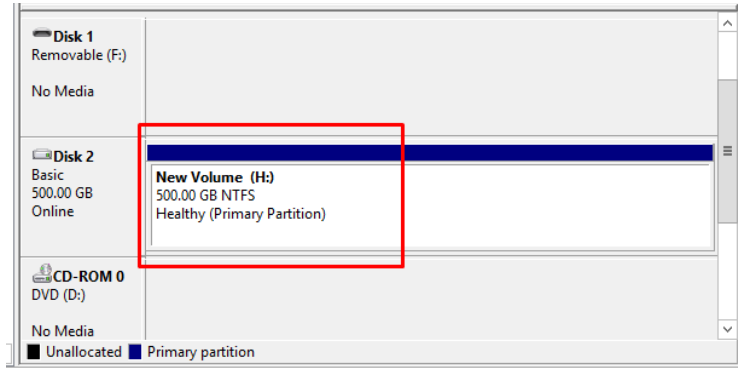 Disk 1
Removable (F:)
No Media
Disk 2
Basic
500.00 GB
Online
New Volume (H:)
500.00 GB NTFS
Healthy (Primary Partition)
CD-ROM 0
DVD (D:)
No Media
Unallocated Primary partition